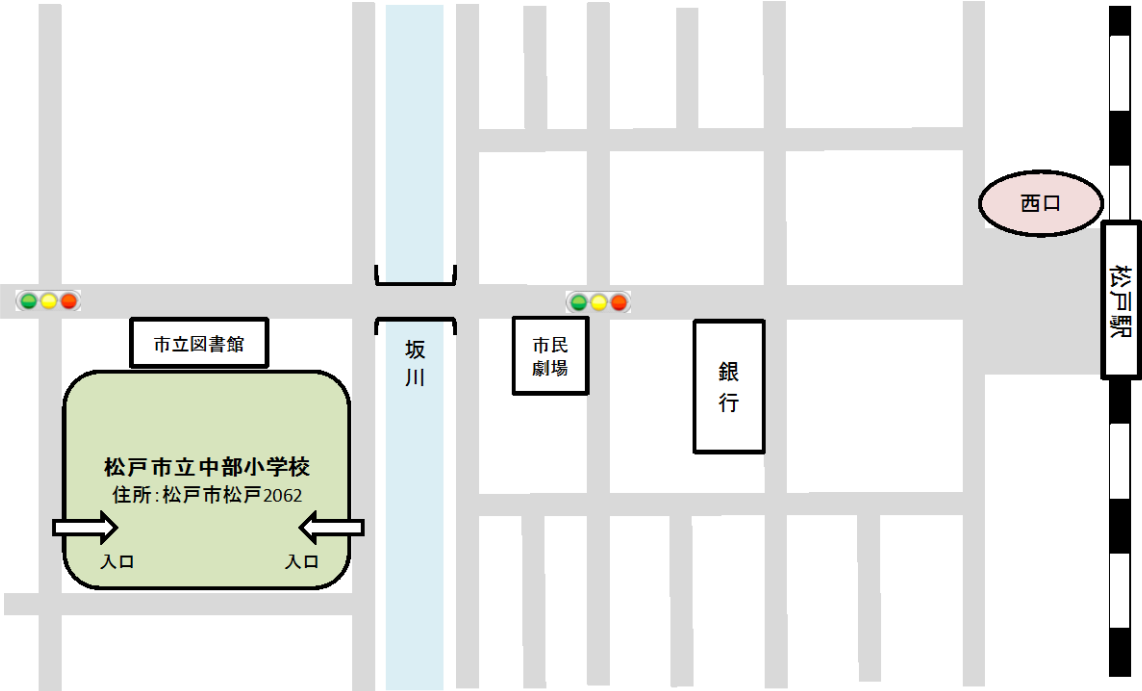 西口
松戸駅
市立図書館
坂川
市民
劇場
銀行
松戸市立中部小学校
住所:松戸市松戸2062
入口
入口